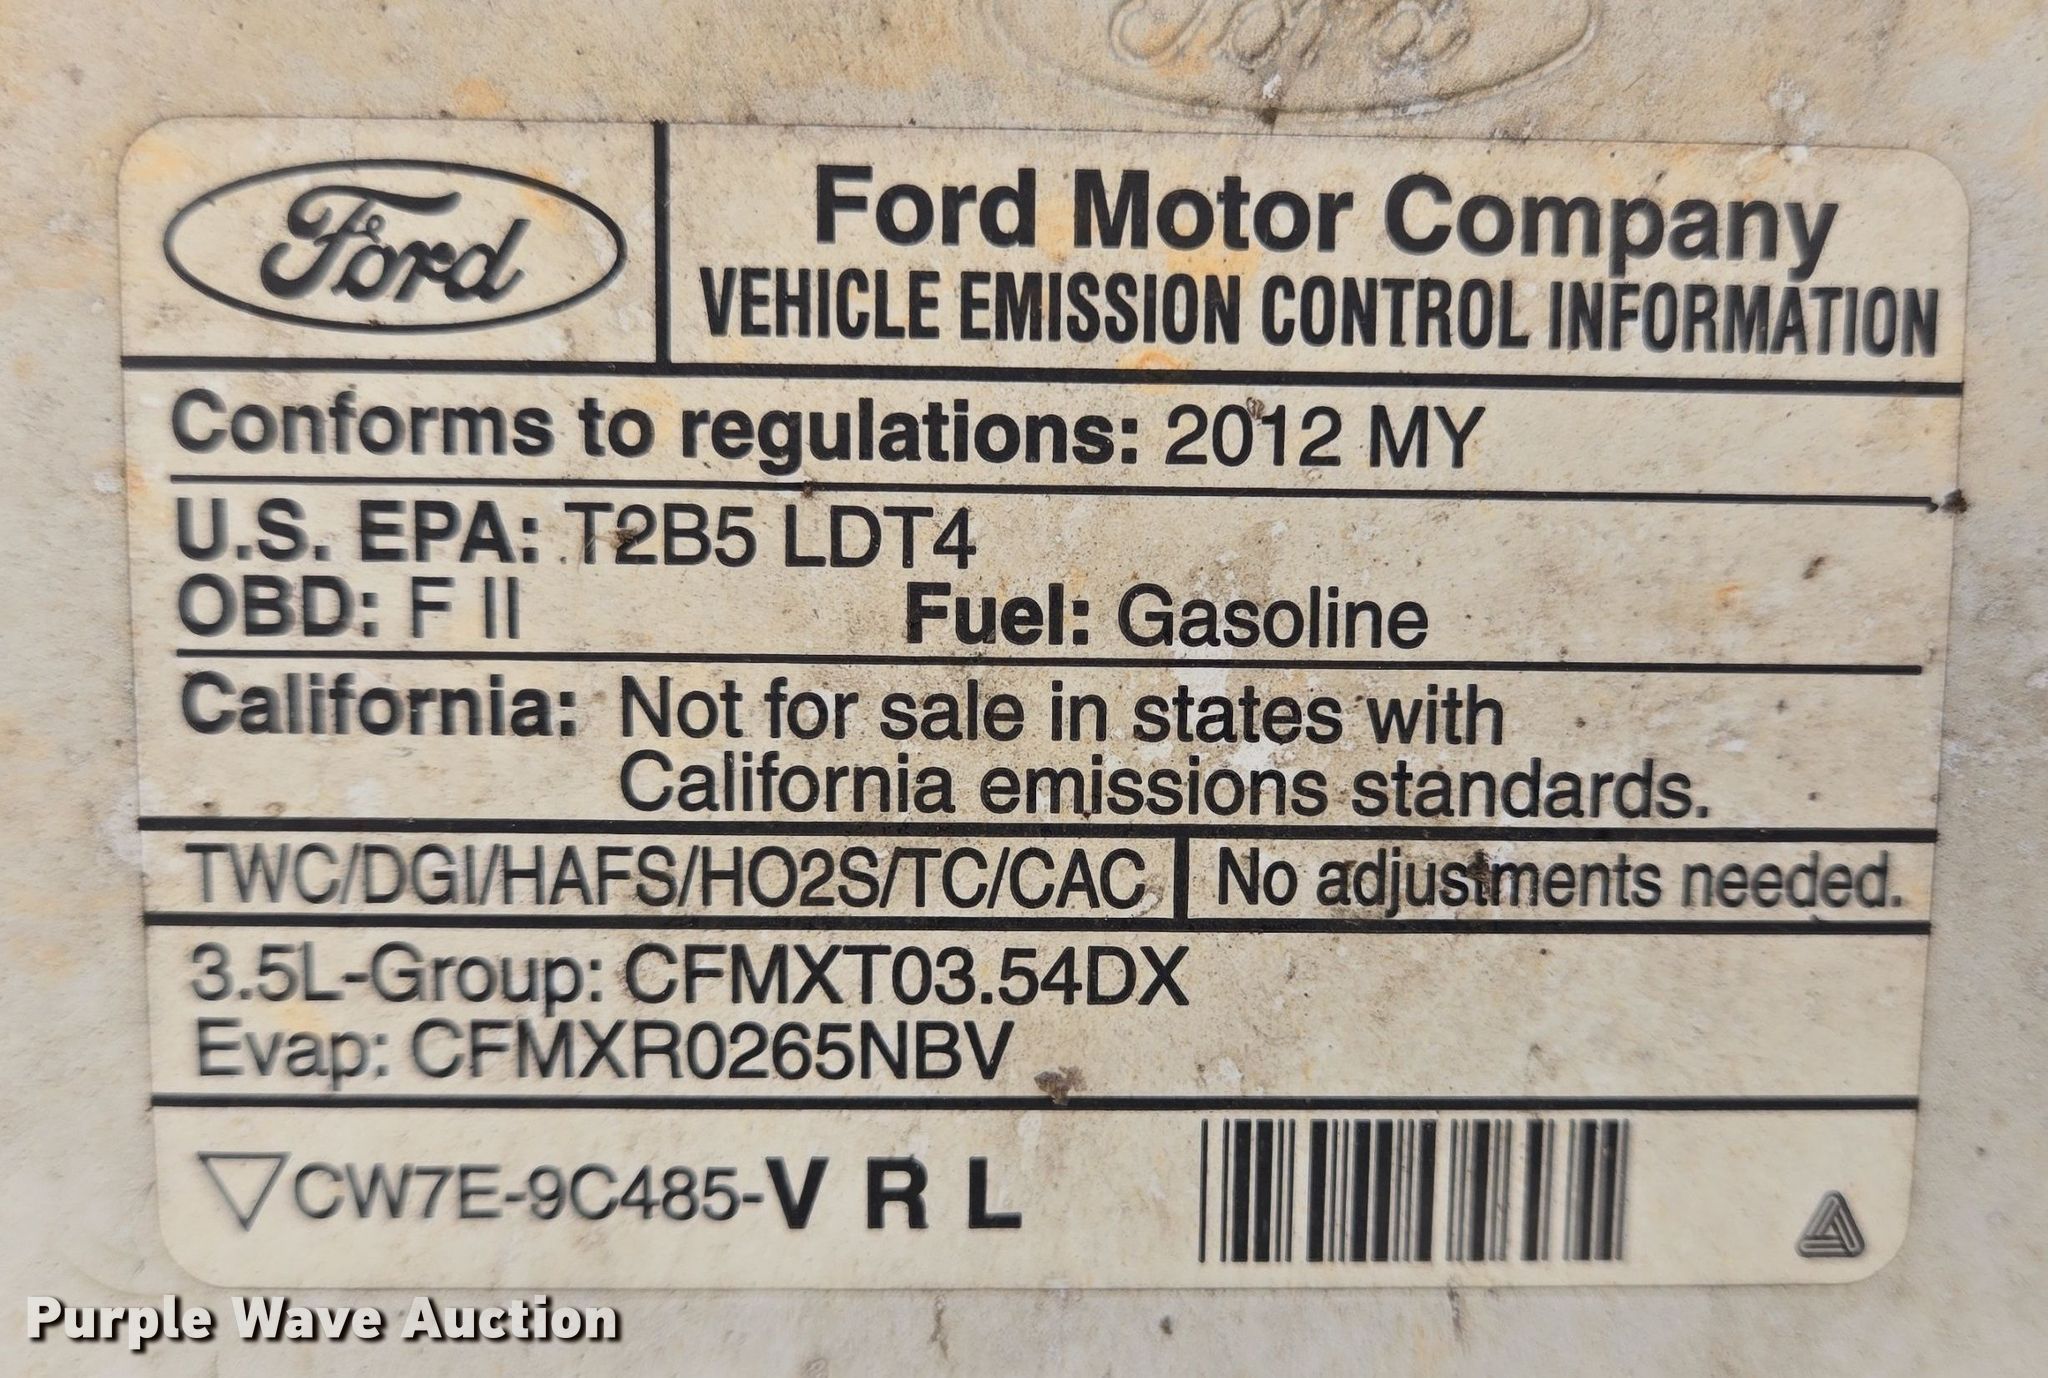 Ford
Ford
Ford Motor Company
VEHICLE EMISSION CONTROL INFORMATION
Conforms to regulations: 2012 MY
U.S. EPA: T2B5 LDT4
OBD: F II Fuel: Gasoline
California: Not for sale in states with
California emissions standards.
TWC/DGI/HAFS/HO2S/TC/CAC No adjustments needed.
3.5L-Group: CFMXT03.54DX
Evap: CFMXR0265NBV
CW7E-9C485-V R L
Purple Wave Auction